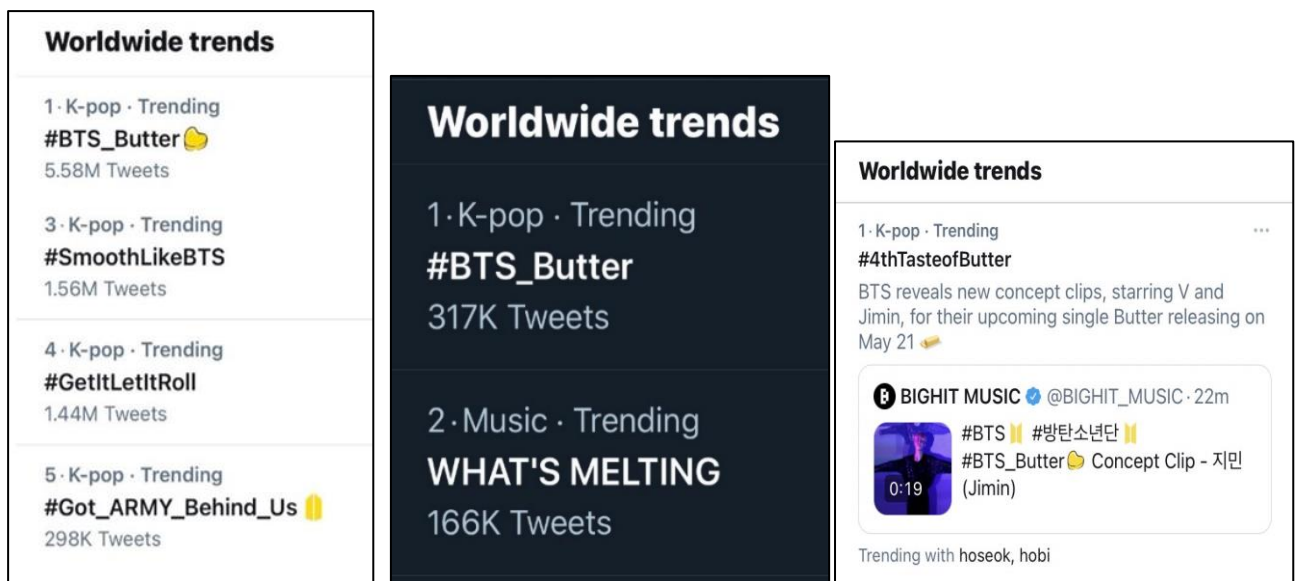 Worldwide trends
1 · K-pop · Trending
#BTS_Butter
5.58M Tweets
3 · K-pop · Trending
#SmoothLikeBTS
1.56M Tweets
4 · K-pop · Trending
#GetItLetItRoll
1.44M Tweets
5 · K-pop · Trending
#Got_ARMY_Behind_Us
298K Tweets
Worldwide trends
1 · K-pop · Trending
#BTS_Butter
317K Tweets
2 · Music · Trending
WHAT'S MELTING
166K Tweets
Worldwide trends
1 · K-pop · Trending
#4thTasteofButter
BTS reveals new concept clips, starring V and
Jimin, for their upcoming single Butter releasing on
May 21
BIGHIT MUSIC @BIGHIT_MUSIC · 22m
#BTS #방탄소년단
#BTS_Butter Concept Clip - 지민
(Jimin)
0:19
Trending with hoseok, hobi